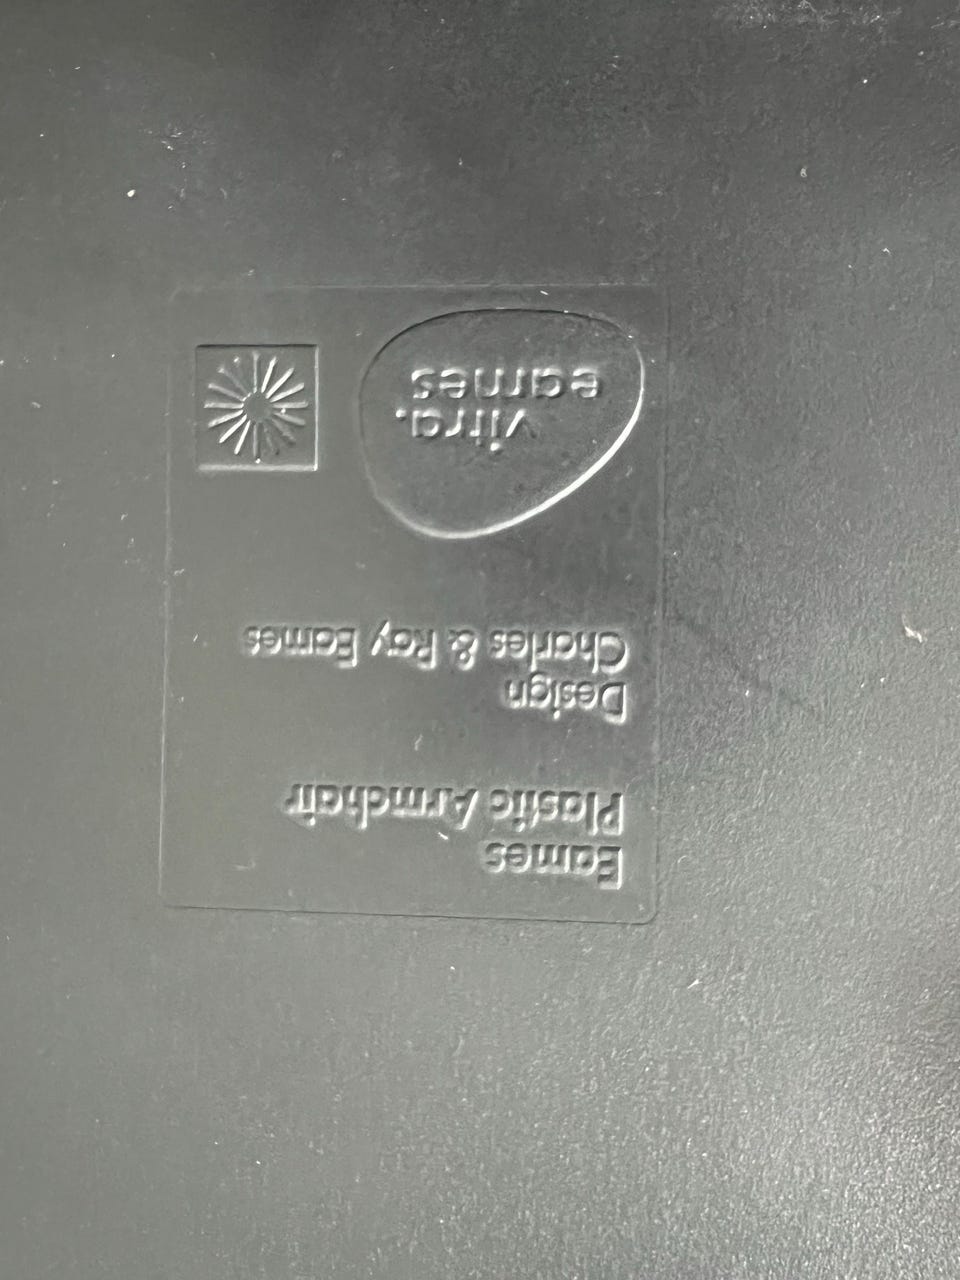 Eames
Plastic Armchair
Design
Charles & Ray Eames
vitra.
eames